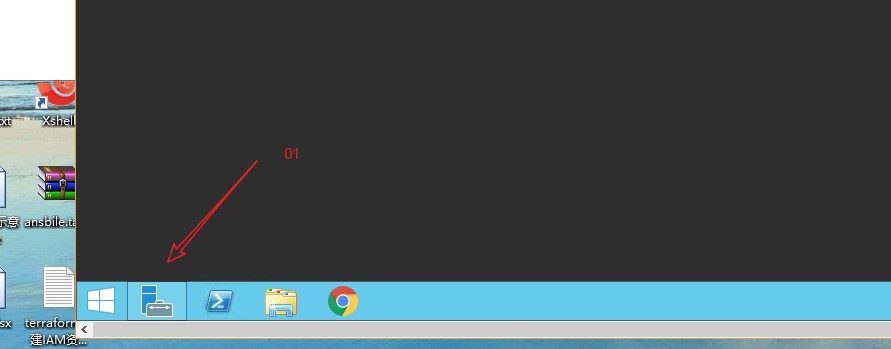 01
xt
Xshell
示意
ansbile.ta
sx
terraform
建IAM资...